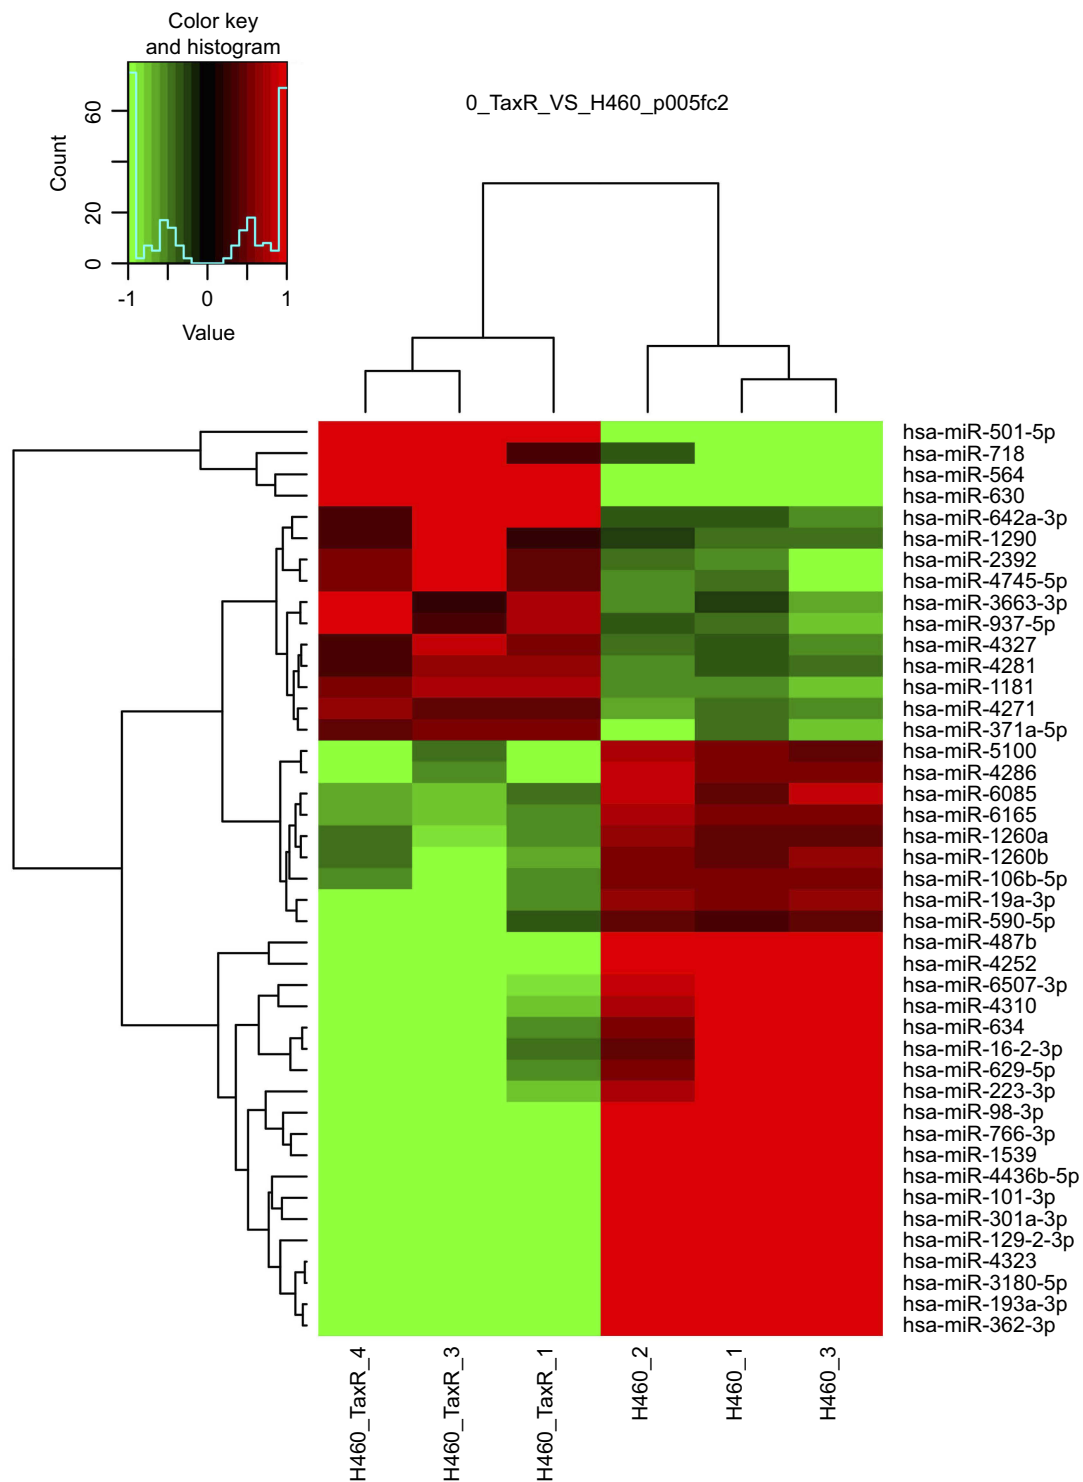 Color key
and histogram
Count
60
20
0
-1
0
1
Value
0_TaxR_VS_H460_p005fc2
hsa-miR-501-5p
hsa-miR-718
hsa-miR-564
hsa-miR-630
hsa-miR-642a-3p
hsa-miR-1290
hsa-miR-2392
hsa-miR-4745-5p
hsa-miR-3663-3p
hsa-miR-937-5p
hsa-miR-4327
hsa-miR-4281
hsa-miR-1181
hsa-miR-4271
hsa-miR-371a-5p
hsa-miR-5100
hsa-miR-4286
hsa-miR-6085
hsa-miR-6165
hsa-miR-1260a
hsa-miR-1260b
hsa-miR-106b-5p
hsa-miR-19a-3p
hsa-miR-590-5p
hsa-miR-487b
hsa-miR-4252
hsa-miR-6507-3p
hsa-miR-4310
hsa-miR-634
hsa-miR-16-2-3p
hsa-miR-629-5p
hsa-miR-223-3p
hsa-miR-98-3p
hsa-miR-766-3p
hsa-miR-1539
hsa-miR-4436b-5p
hsa-miR-101-3p
hsa-miR-301a-3p
hsa-miR-129-2-3p
hsa-miR-4323
hsa-miR-3180-5p
hsa-miR-193a-3p
hsa-miR-362-3p
H460_TaxR_4
H460_TaxR_3
H460_TaxR_1
H460_2
H460_1
H460_3